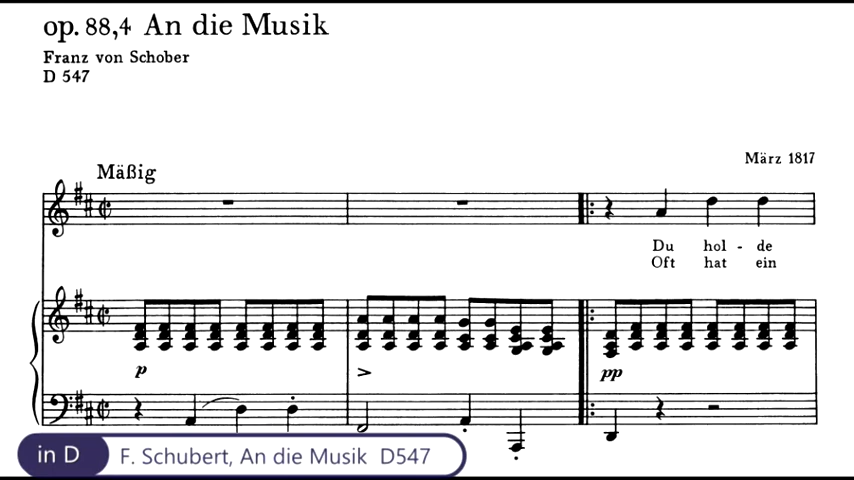 op. 88,4 An die Musik
Franz von Schober
D 547
März 1817
Mäßig
Du hol - de
Oft hat ein
p
pp
in D F. Schubert, An die Musik D547